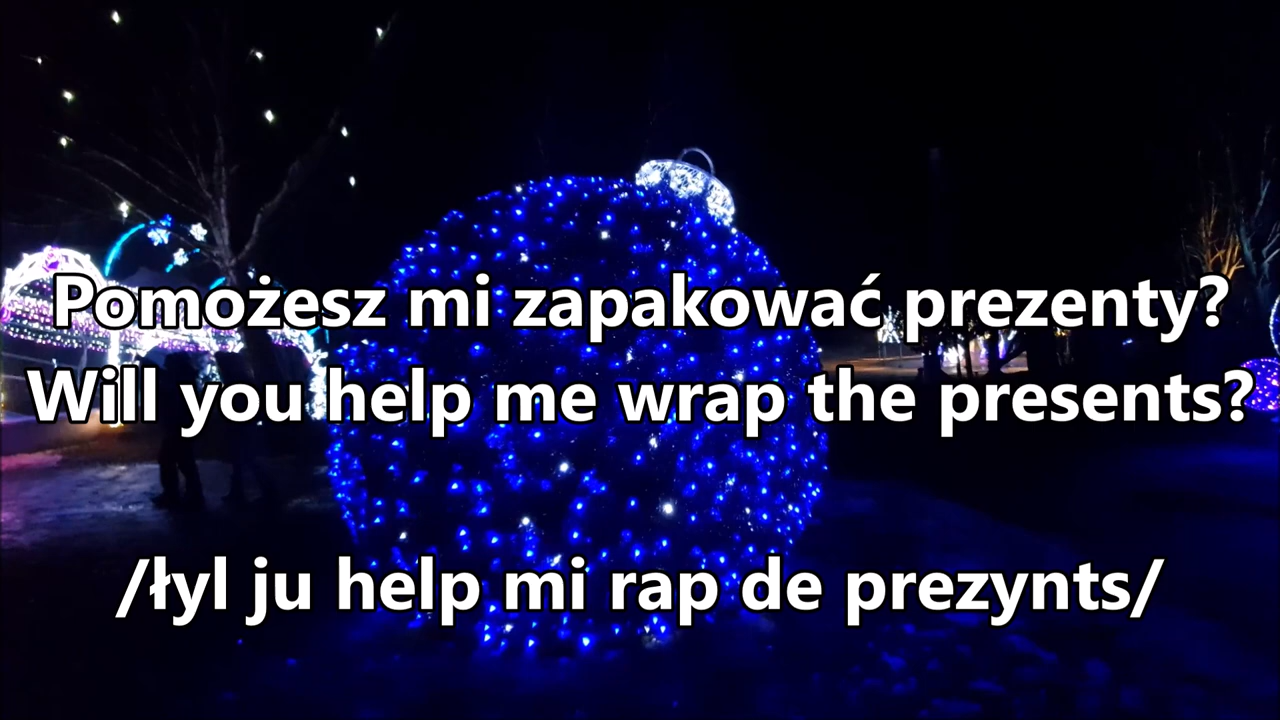 Pomożesz mi zapakować prezenty?
Will you help me wrap the presents?
/łyl ju help mi rap de prezynts/